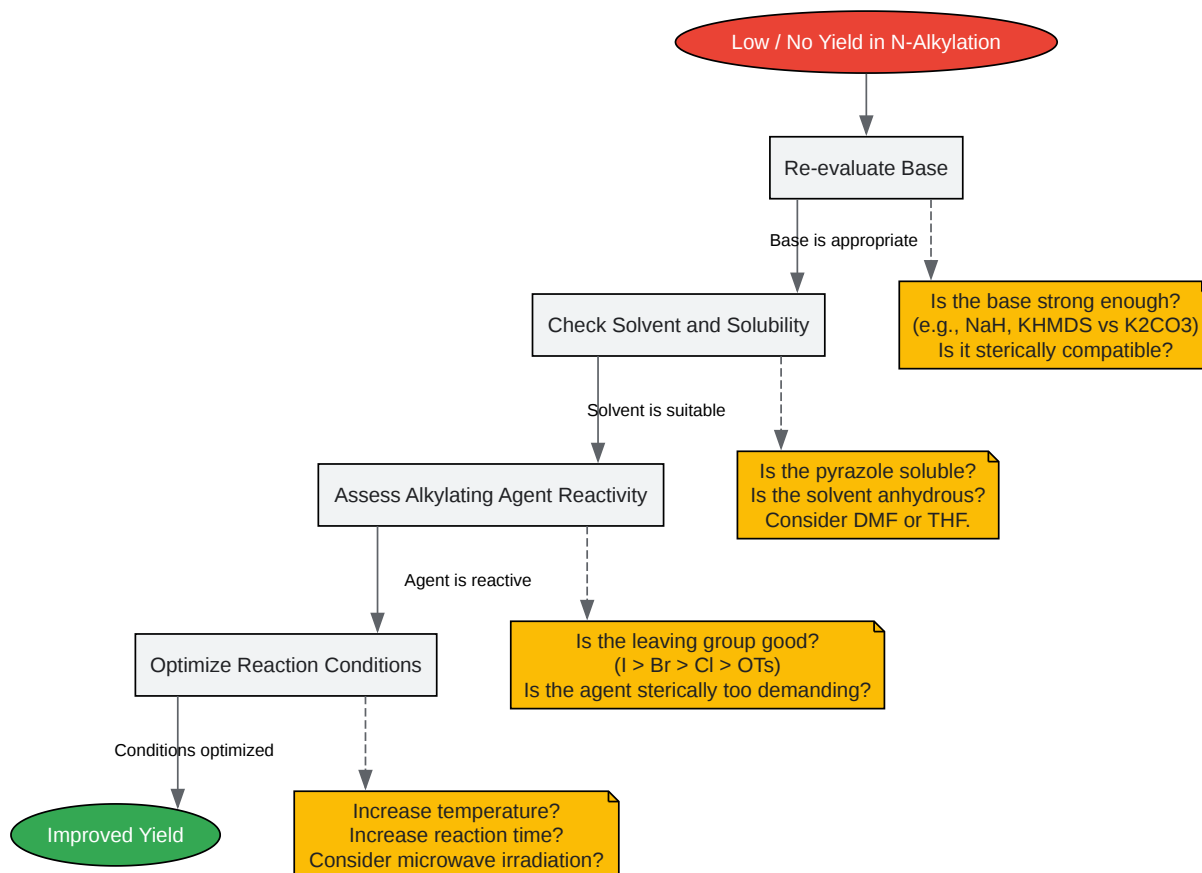 Low / No Yield in N-Alkylation
Re-evaluate Base
Base is appropriate
Is the base strong enough?
(e.g., NaH, KHMDS vs K2CO3)
Is it sterically compatible?
Check Solvent and Solubility
Solvent is suitable
Is the pyrazole soluble?
Is the solvent anhydrous?
Consider DMF or THF.
Assess Alkylating Agent Reactivity
Agent is reactive
Is the leaving group good?
(I > Br > Cl > OTs)
Is the agent sterically too demanding?
Optimize Reaction Conditions
Conditions optimized
Increase temperature?
Increase reaction time?
Consider microwave irradiation?
Improved Yield